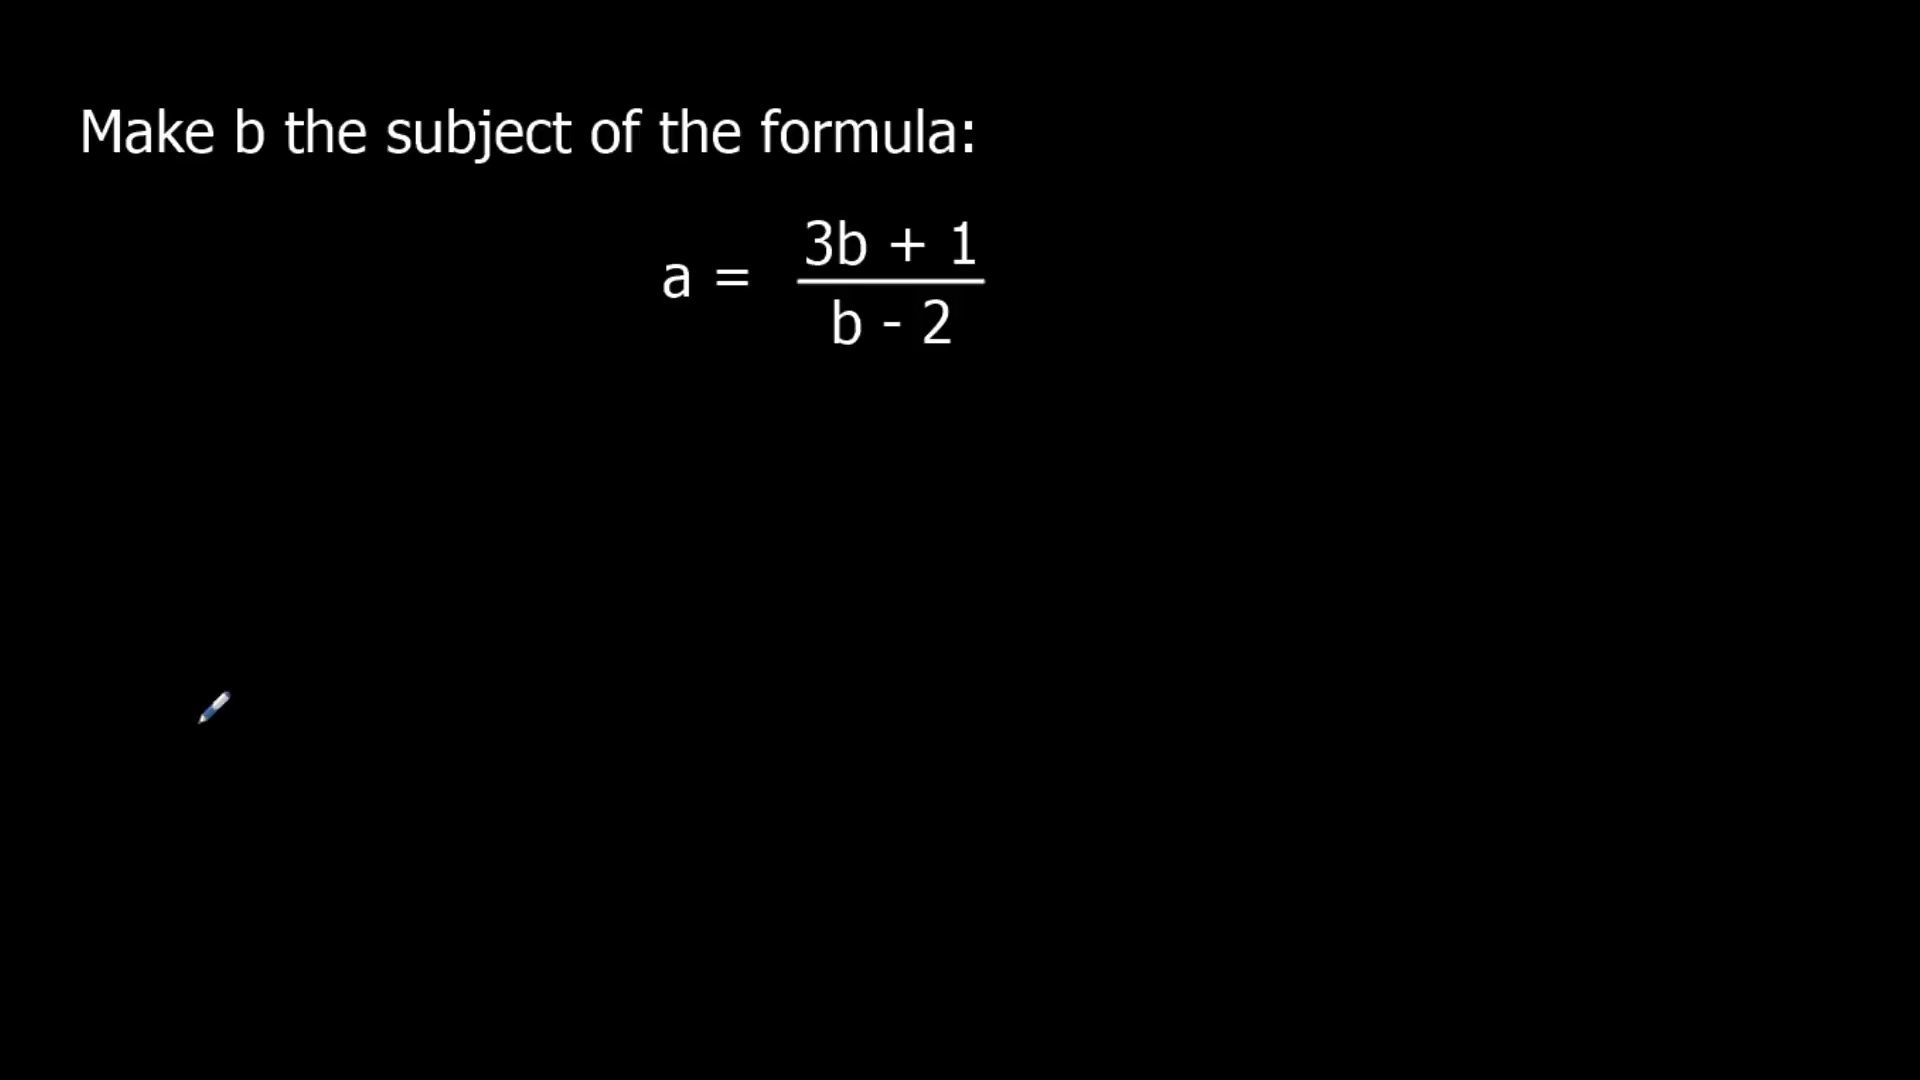 Make b the subject of the formula:
a = 3b + 1
b - 2